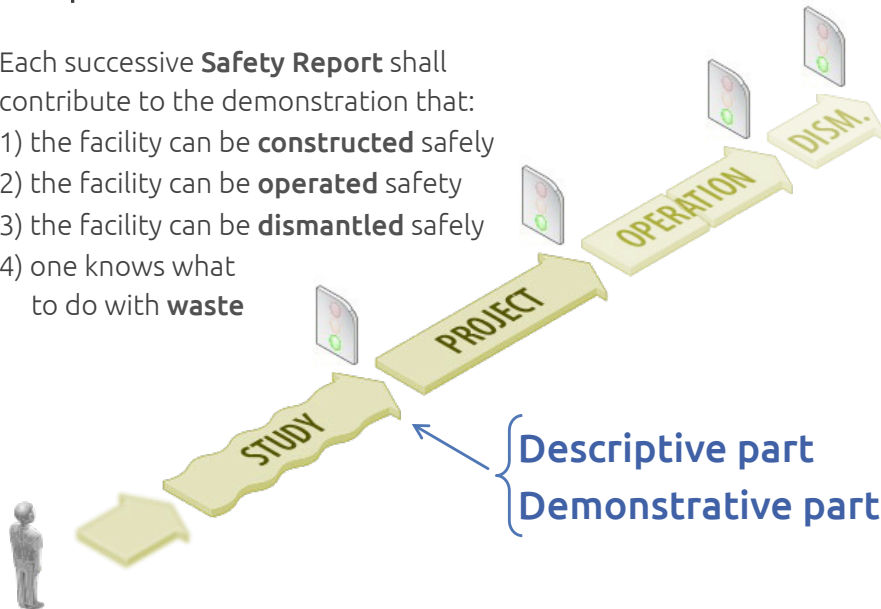 Each successive Safety Report shall
contribute to the demonstration that:
1) the facility can be constructed safely
2) the facility can be operated safety
3) the facility can be dismantled safely
4) one knows what
to do with waste
DISM.
OPERATION
PROJECT
STUDY
Descriptive part
Demonstrative part